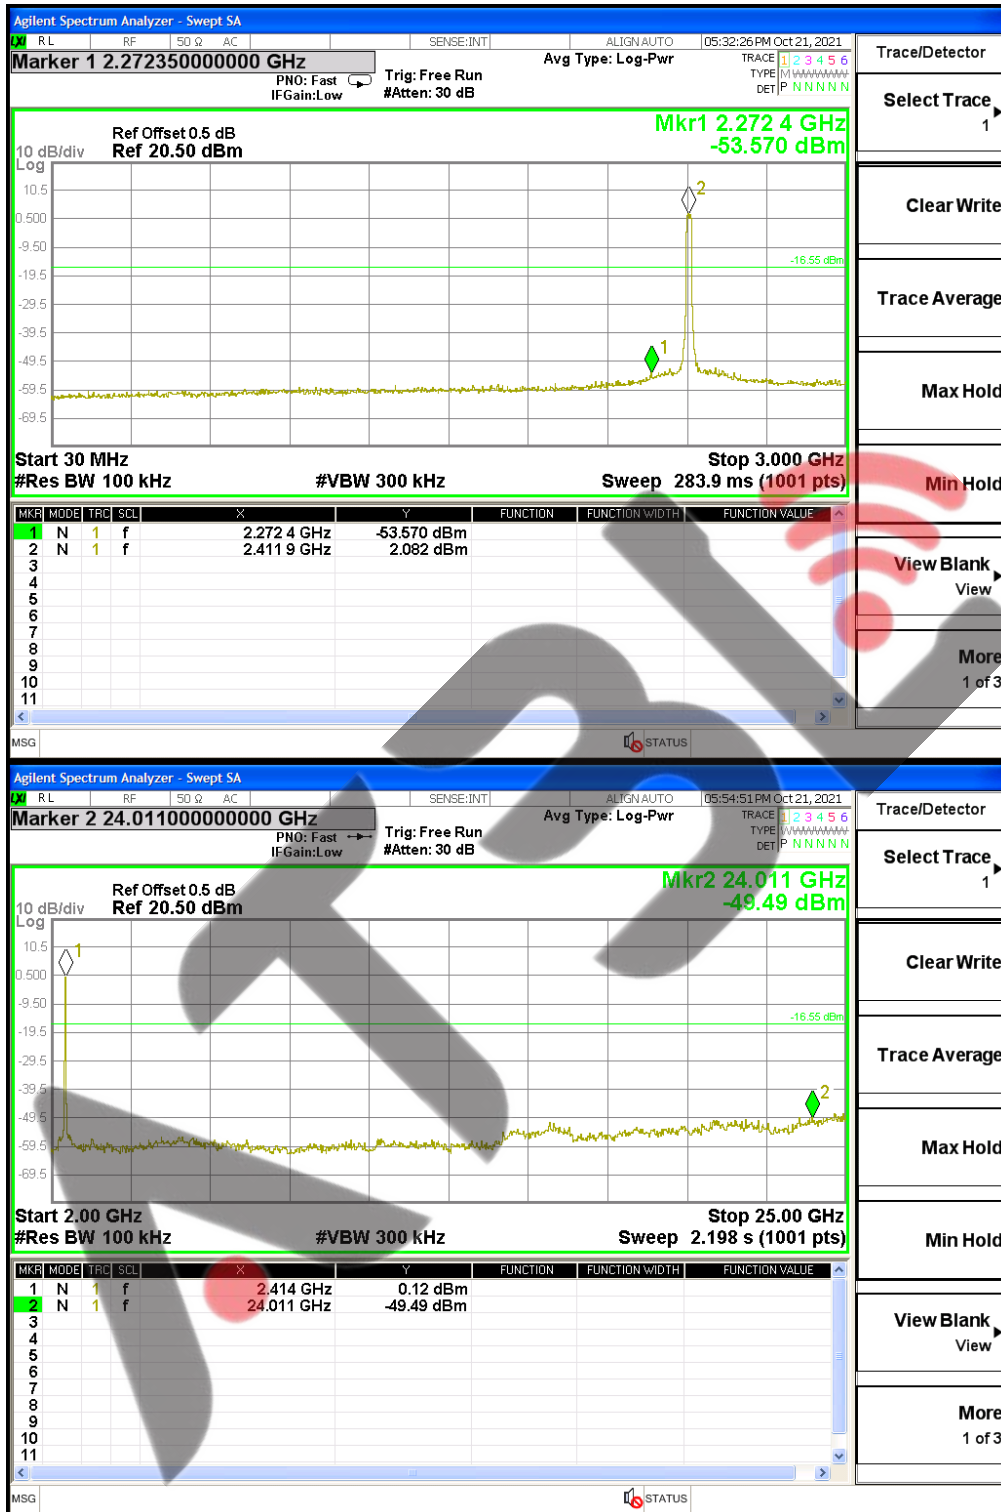 Agilent Spectrum Analyzer - Swept SA
LXI RL RF 50 Ω AC SENSE:INT ALIGN AUTO 05:32:26 PM Oct 21, 2021
Marker 1 2.272350000000 GHz
PNO: Fast
IFGain:Low
Trig: Free Run
#Atten: 30 dB
Avg Type: Log-Pwr
TRACE 1 2 3 4 5 6
TYPE M
DET P N N N N N
Trace/Detector
Select Trace
1
Clear Write
Trace Average
Max Hold
Min Hold
View Blank
View
More
1 of 3
Mkr1 2.272 4 GHz
-53.570 dBm
Ref Offset 0.5 dB
10 dB/div Ref 20.50 dBm
Log
10.5
0.500
-9.50
-19.5
-29.5
-39.5
-49.5
-59.5
-69.5
2
-16.55 dBm
1
Start 30 MHz Stop 3.000 GHz
#Res BW 100 kHz #VBW 300 kHz Sweep 283.9 ms (1001 pts)
MKR MODE TRC SCL X Y FUNCTION FUNCTION WIDTH FUNCTION VALUE
1 N 1 f 2.272 4 GHz -53.570 dBm
2 N 1 f 2.411 9 GHz 2.082 dBm
3
4
5
6
7
8
9
10
11
MSG STATUS
Agilent Spectrum Analyzer - Swept SA
LXI RL RF 50 Ω AC SENSE:INT ALIGN AUTO 05:54:51 PM Oct 21, 2021
Marker 2 24.011000000000 GHz
PNO: Fast
IFGain:Low
Trig: Free Run
#Atten: 30 dB
Avg Type: Log-Pwr
TRACE 1 2 3 4 5 6
TYPE
DET P N N N N N
Trace/Detector
Select Trace
1
Clear Write
Trace Average
Max Hold
Min Hold
View Blank
View
More
1 of 3
Mkr2 24.011 GHz
-49.49 dBm
Ref Offset 0.5 dB
10 dB/div Ref 20.50 dBm
Log
10.5
0.500
-9.50
-19.5
-29.5
-39.5
-49.5
-59.5
-69.5
1
-16.55 dBm
2
Start 2.00 GHz Stop 25.00 GHz
#Res BW 100 kHz #VBW 300 kHz Sweep 2.198 s (1001 pts)
MKR MODE TRC SCL X Y FUNCTION FUNCTION WIDTH FUNCTION VALUE
1 N 1 f 2.414 GHz 0.12 dBm
2 N 1 f 24.011 GHz -49.49 dBm
3
4
5
6
7
8
9
10
11
MSG STATUS